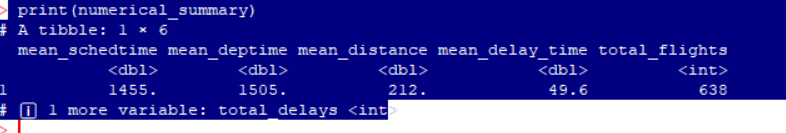 > print(numerical_summary)
# A tibble: 1 × 6
mean_schedtime mean_deptime mean_distance mean_delay_time total_flights
<dbl> <dbl> <dbl> <dbl> <int>
1 1455. 1505. 212. 49.6 638
# ℹ 1 more variable: total_delays <int>
>